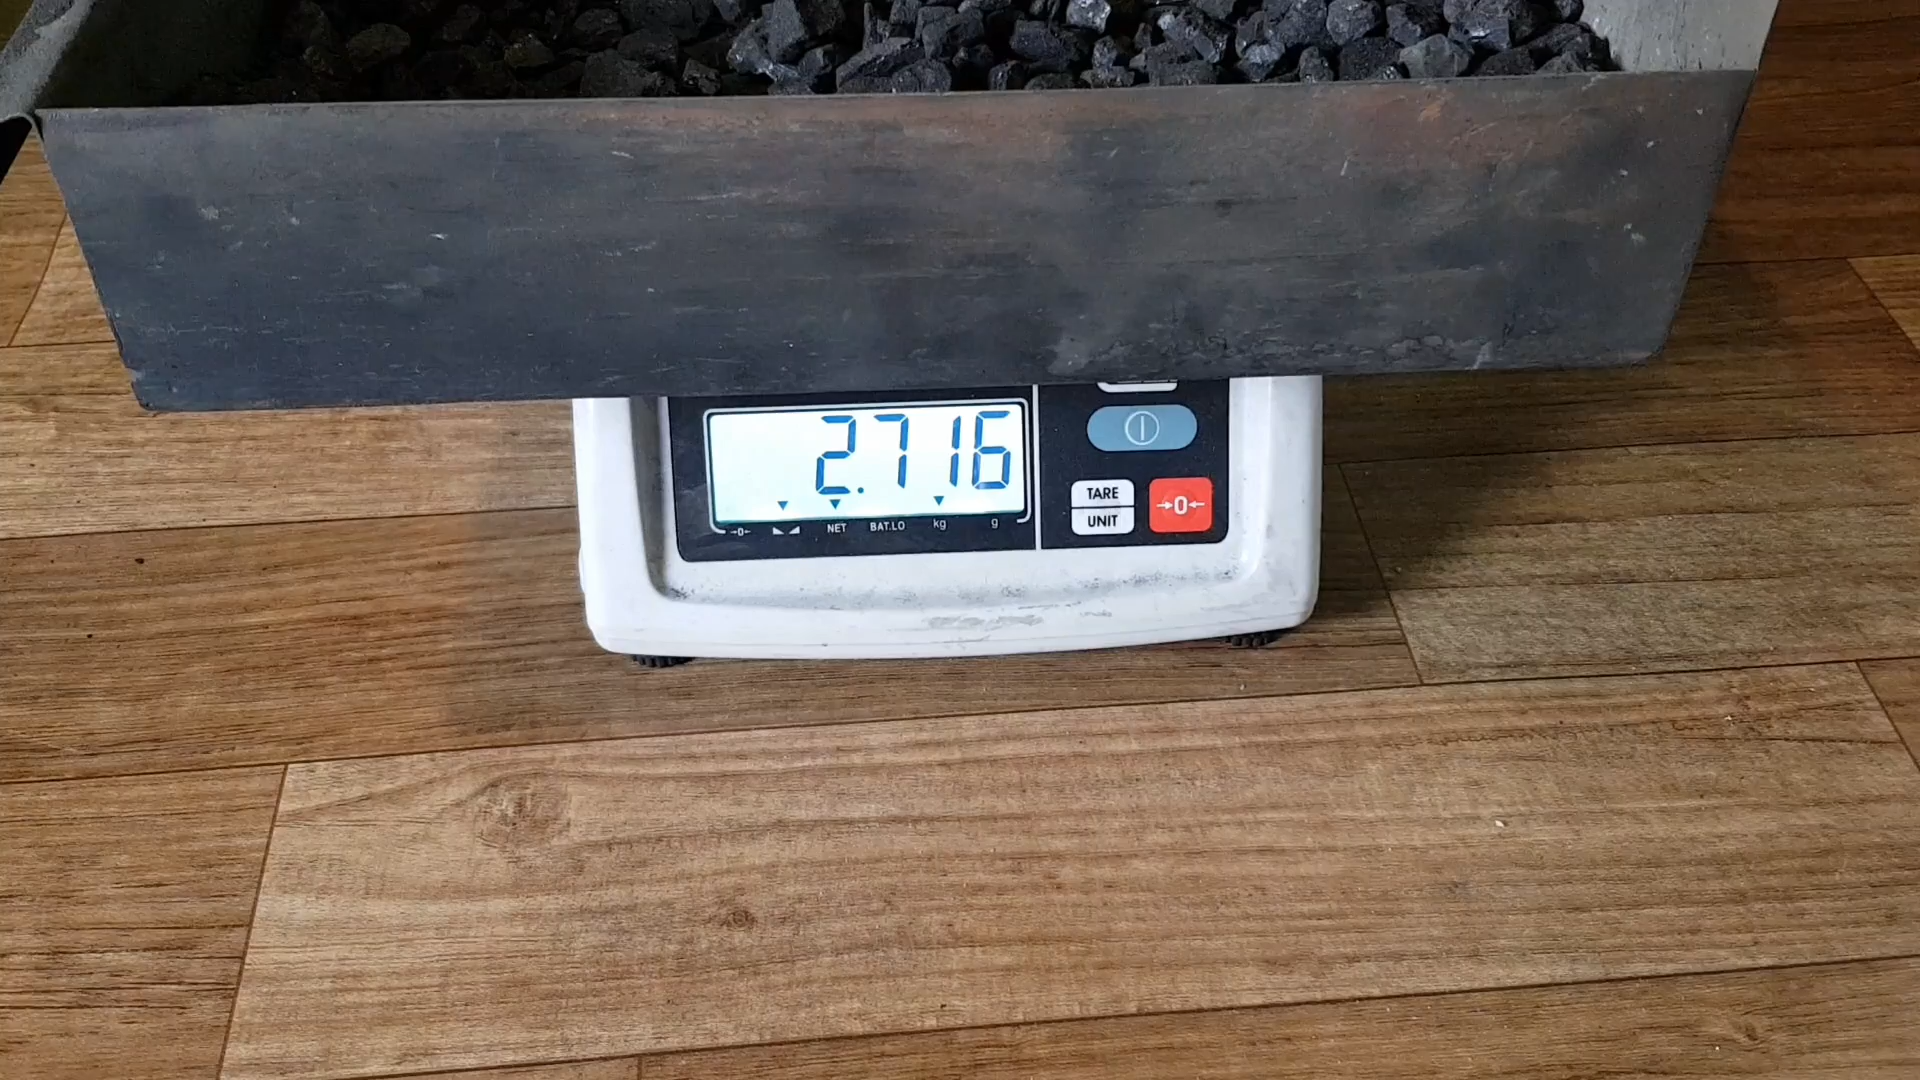 2.716
→0← NET BAT.LO kg g
TARE
UNIT
→0←